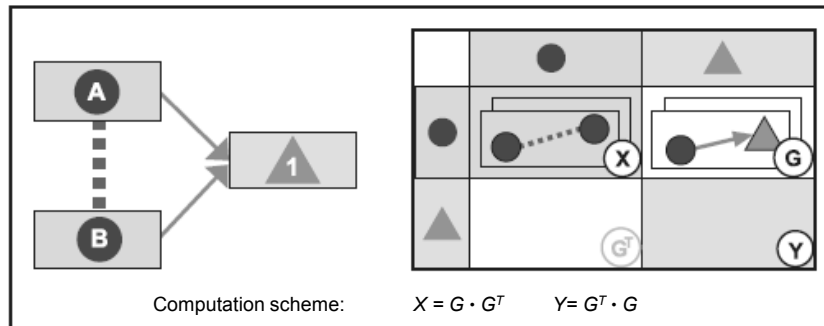 A
1
B
X
G
Gᵀ
Y
Computation scheme: X = G · Gᵀ Y= Gᵀ · G